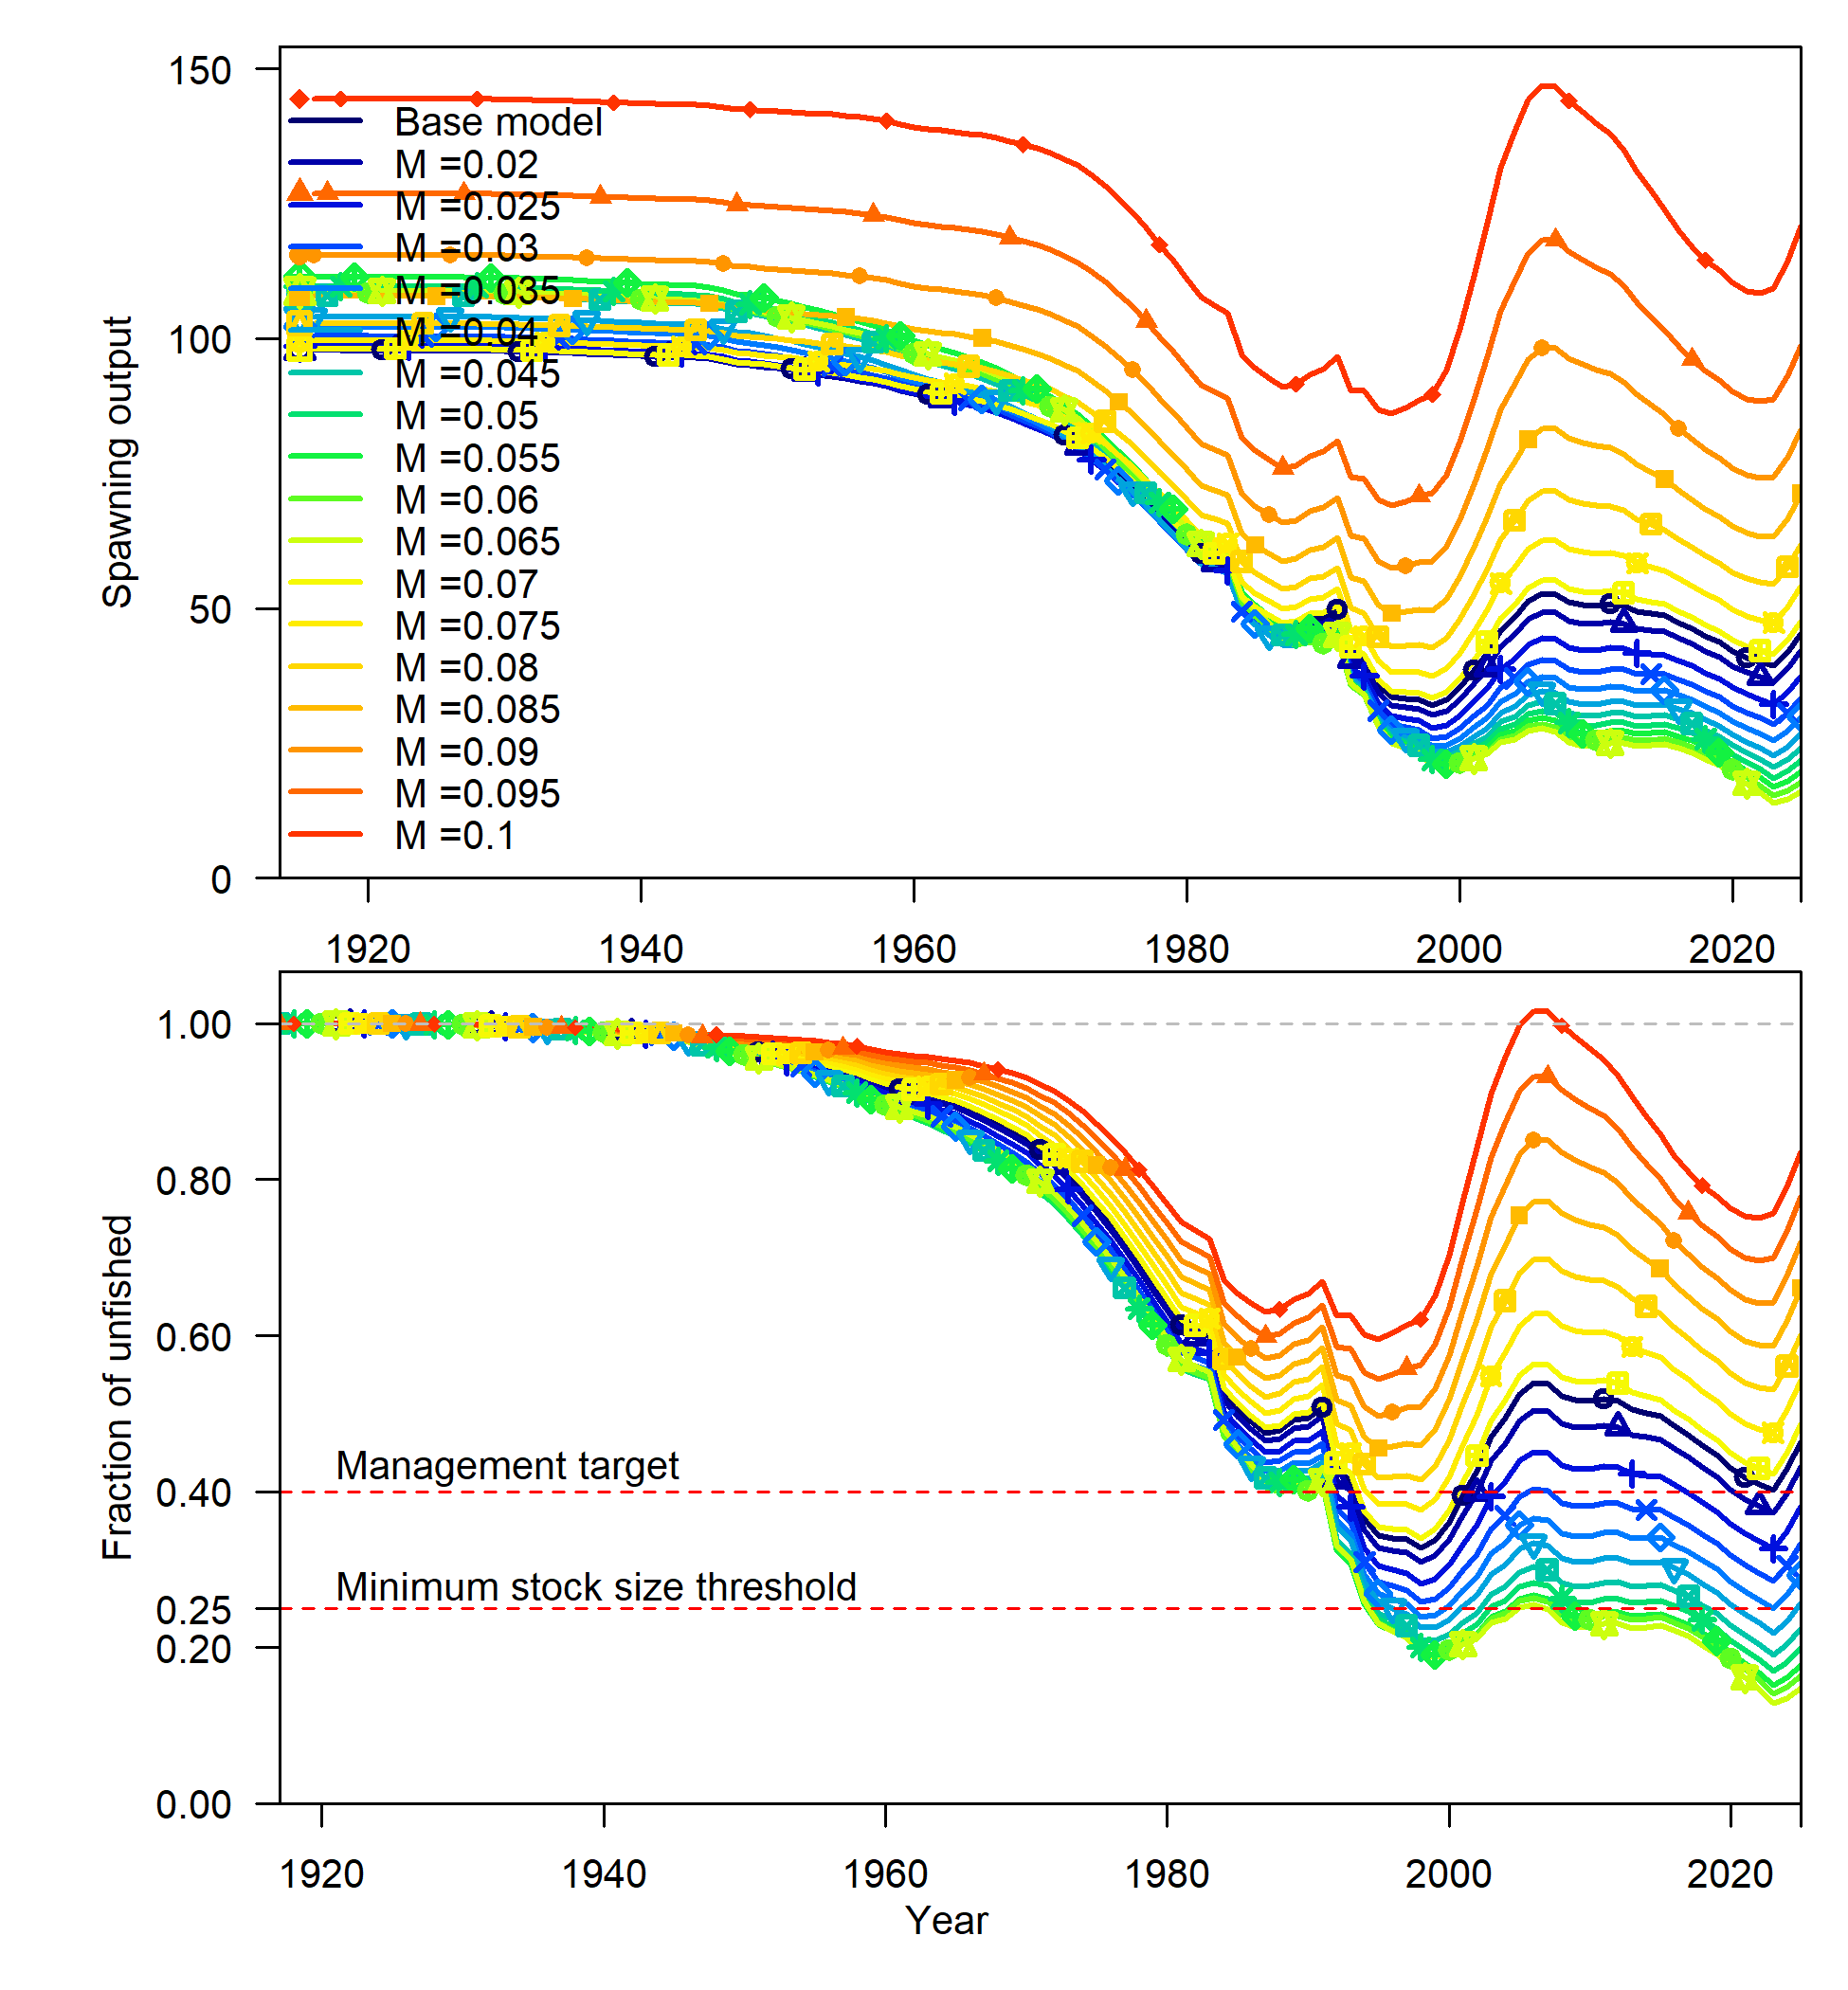 150
100
50
0
Spawning output
Base model
M =0.02
M =0.025
M =0.03
M =0.035
M =0.04
M =0.045
M =0.05
M =0.055
M =0.06
M =0.065
M =0.07
M =0.075
M =0.08
M =0.085
M =0.09
M =0.095
M =0.1
1920 1940 1960 1980 2000 2020
1.00
0.80
0.60
0.40
0.25
0.20
0.00
Fraction of unfished
Management target
Minimum stock size threshold
1920 1940 1960 1980 2000 2020
Year